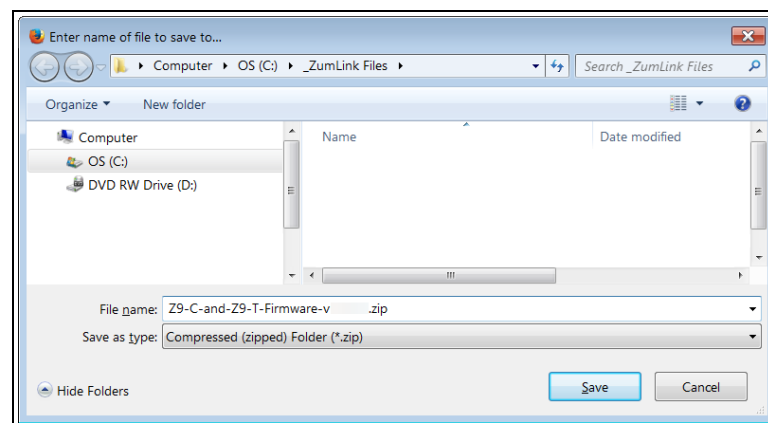 Enter name of file to save to...
Computer OS (C:) _ZumLink Files Search _ZumLink Files
Organize New folder
Computer Name Date modified
OS (C:)
DVD RW Drive (D:)
File name: Z9-C-and-Z9-T-Firmware-v .zip
Save as type: Compressed (zipped) Folder (*.zip)
Hide Folders Save Cancel